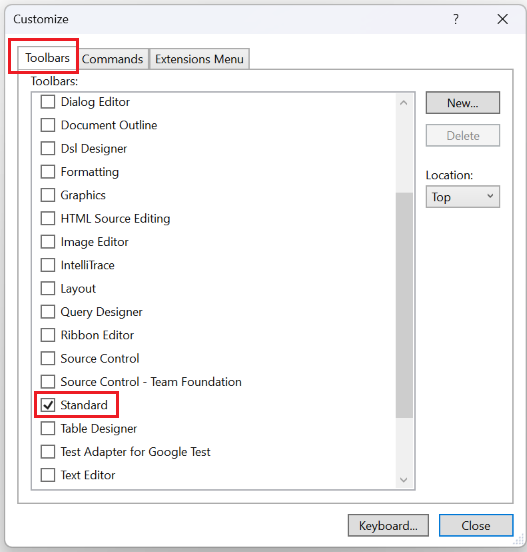 Customize
?
Toolbars Commands Extensions Menu
Toolbars:
Dialog Editor
Document Outline
Dsl Designer
Formatting
Graphics
HTML Source Editing
Image Editor
IntelliTrace
Layout
Query Designer
Ribbon Editor
Source Control
Source Control - Team Foundation
Standard
Table Designer
Test Adapter for Google Test
Text Editor
New...
Delete
Location:
Top
Keyboard...
Close